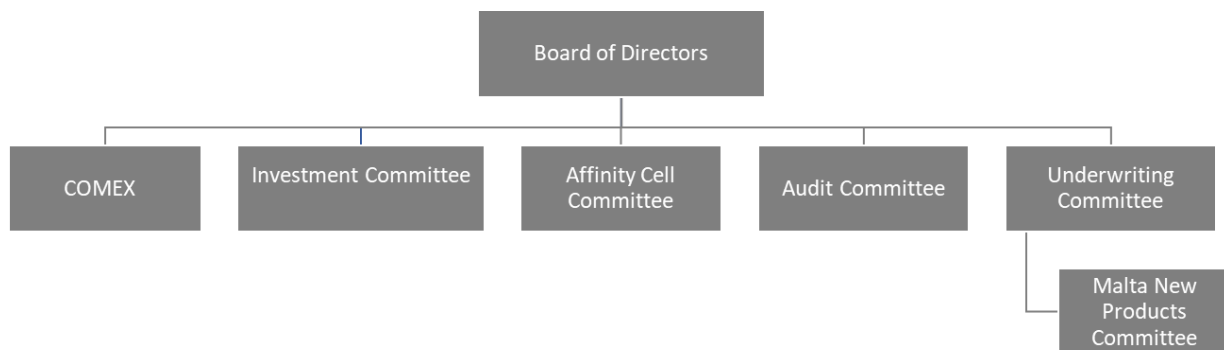 Board of Directors
COMEX
Investment Committee
Affinity Cell
Committee
Audit Committee
Underwriting
Committee
Malta New
Products
Committee